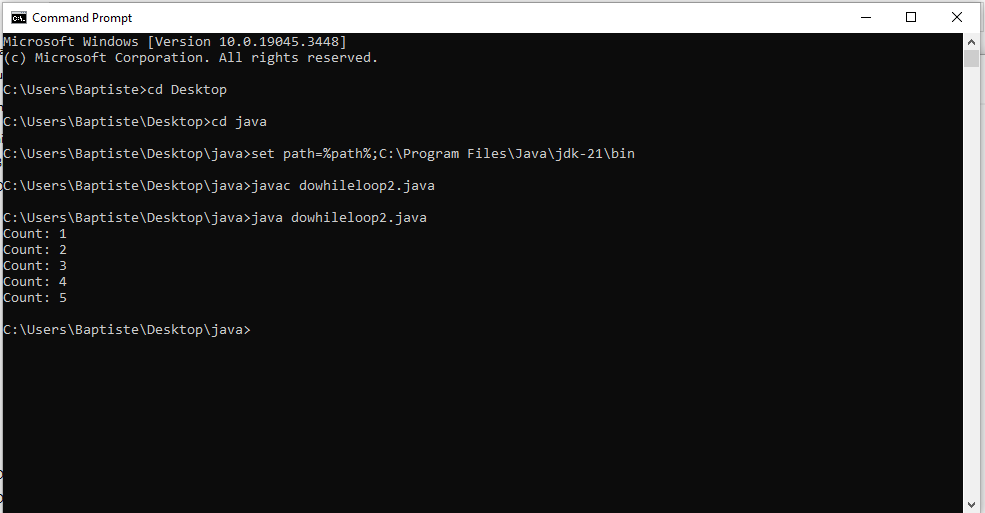 Command Prompt
Microsoft Windows [Version 10.0.19045.3448]
(c) Microsoft Corporation. All rights reserved.
C:\Users\Baptiste>cd Desktop
C:\Users\Baptiste\Desktop>cd java
C:\Users\Baptiste\Desktop\java>set path=%path%;C:\Program Files\Java\jdk-21\bin
C:\Users\Baptiste\Desktop\java>javac dowhileloop2.java
C:\Users\Baptiste\Desktop\java>java dowhileloop2.java
Count: 1
Count: 2
Count: 3
Count: 4
Count: 5
C:\Users\Baptiste\Desktop\java>